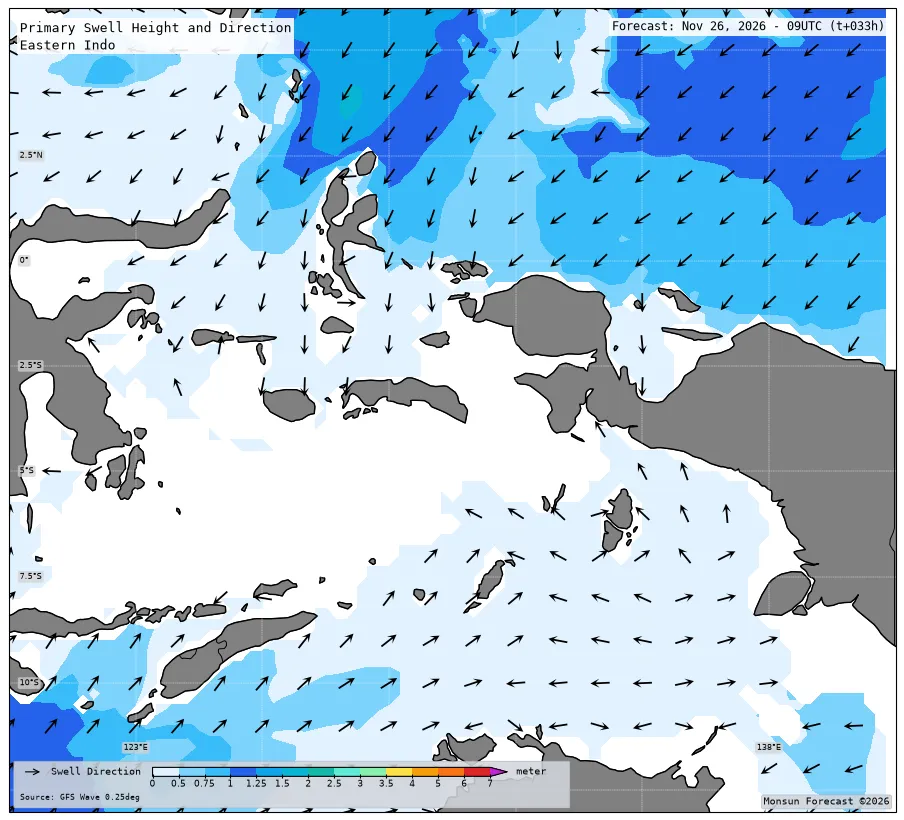 Primary Swell Height and Direction
Eastern Indo
Forecast: Nov 26, 2026 - 09UTC (t+033h)
2.5°N
0°
2.5°S
5°S
7.5°S
10°S
123°E
138°E
Swell Direction
0 0.5 0.75 1 1.25 1.5 2 2.5 3 3.5 4 5 6 7
meter
Source: GFS Wave 0.25deg
Monsun Forecast ©2026